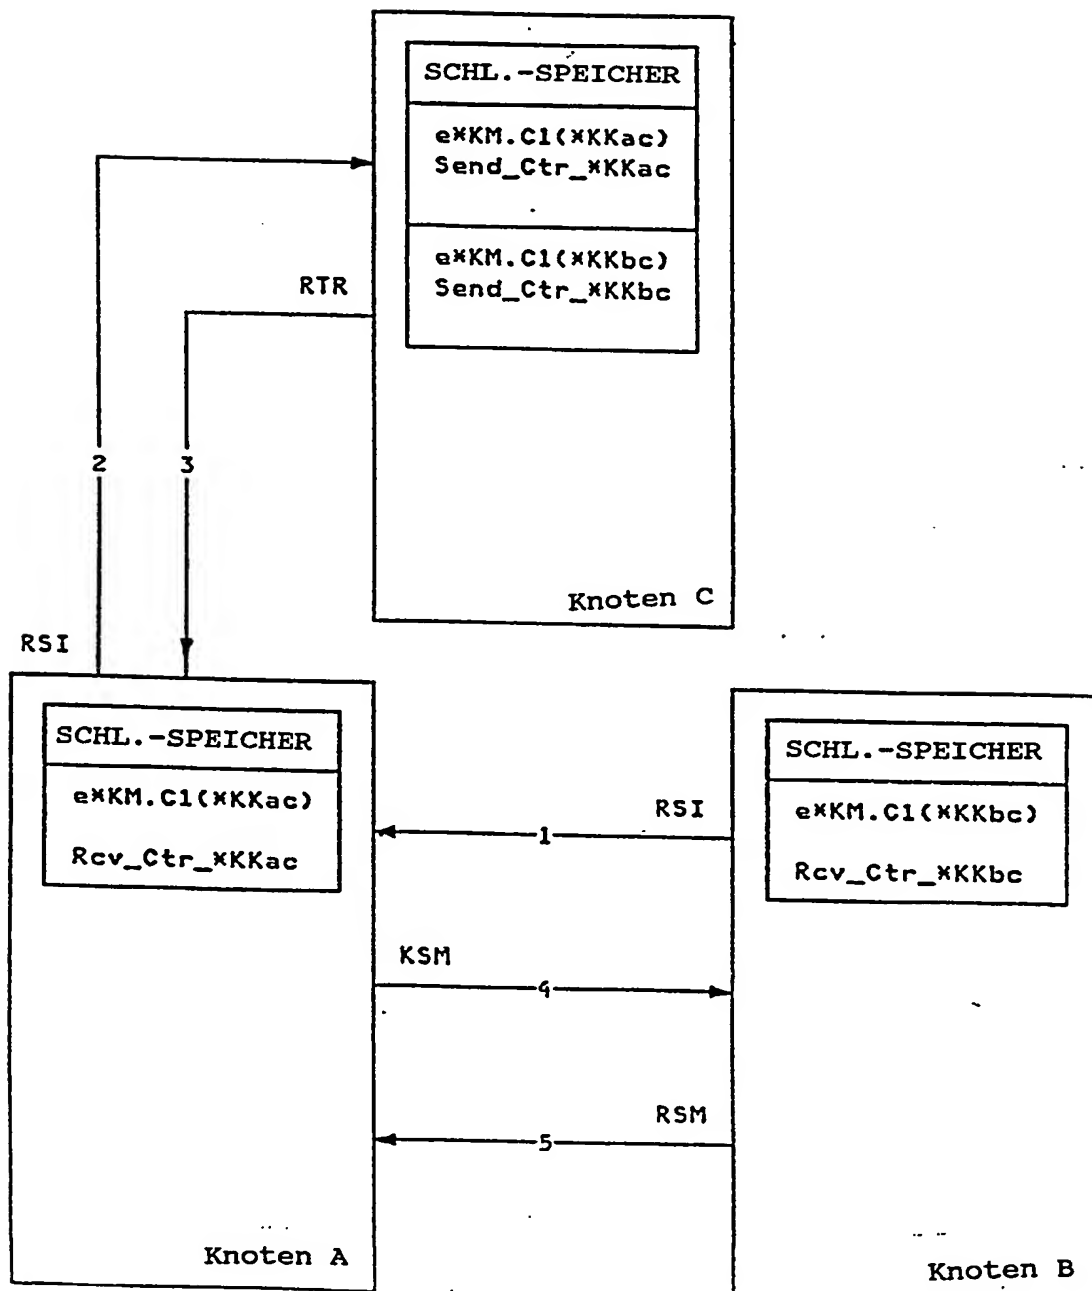 SCHL.-SPEICHER
e*KM.C1(*KKac)
Send_Ctr_*KKac
e*KM.C1(*KKbc)
Send_Ctr_*KKbc
RTR
2
3
Knoten C
RSI
SCHL.-SPEICHER
e*KM.C1(*KKac)
Rcv_Ctr_*KKac
SCHL.-SPEICHER
e*KM.C1(*KKbc)
Rcv_Ctr_*KKbc
RSI
1
KSM
4
RSM
5
Knoten A
Knoten B